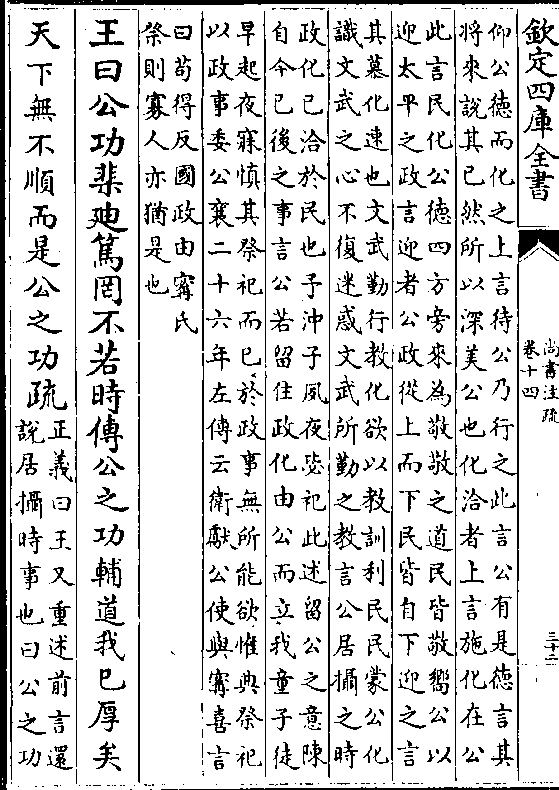 欽定四庫全書
尚書注疏
卷十四
三十二
仰公德而化之上言待公乃行之此言公有是德言其
將來說其已然所以深美公也化洽者上言施化在公
此言民化公德四方旁來為敬敬之道民皆敬嚮公以
迎太平之政言迎者公政從上而下民皆自下迎之言
其慕化速也文武勤行教化欲以教訓利民民蒙公化
識文武之心不復迷惑文武所勤之教言公居攝之時
政化已洽於民也予沖子夙夜毖祀此述留公之意陳
自今已後之事言公若留住政化由公而立我童子徒
早起夜寐慎其祭祀而已於政事無所能欲惟典祭祀
以政事委公襄二十六年左傳云衛獻公使與寗喜言
曰苟得反國政由寗氏
祭則寡人亦猶是也
王曰公功棐迪篤罔不若時傳公之功輔道我已厚矣
天下無不順而是公之功疏
正義曰王又重述前言還
說居攝時事也曰公之功